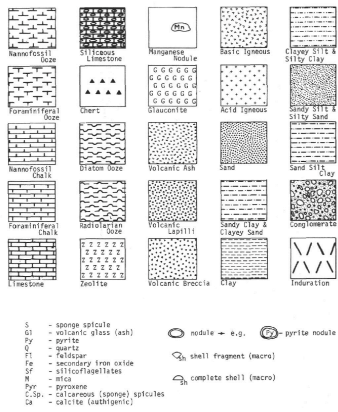 Mn
Nannofossil Ooze
Siliceous Limestone
Manganese Nodule
Basic Igneous
Clayey Silt & Silty Clay
G G G G G
Foraminiferal Ooze
Chert
Glauconite
Acid Igneous
Sandy Silt & Silty Sand
Nannofossil Chalk
Diatom Ooze
Volcanic Ash
Sand
Sand Silt Clay
Foraminiferal Chalk
Radiolarian Ooze
Volcanic Lapilli
Sandy Clay & Clayey Sand
Conglomerate
Z Z Z Z Z
Limestone
Zeolite
Volcanic Breccia
Clay
Induration
S - sponge spicule
Gl - volcanic glass (ash)
Py - pyrite
Q - quartz
Fl - feldspar
Fe - secondary iron oxide
Sf - silicoflagellates
M - mica
Pyr - pyroxene
C.Sp. - calcareous (sponge) spicules
Ca - calcite (authigenic)
nodule → e.g. Py - pyrite nodule
Sh shell fragment (macro)
Sh complete shell (macro)